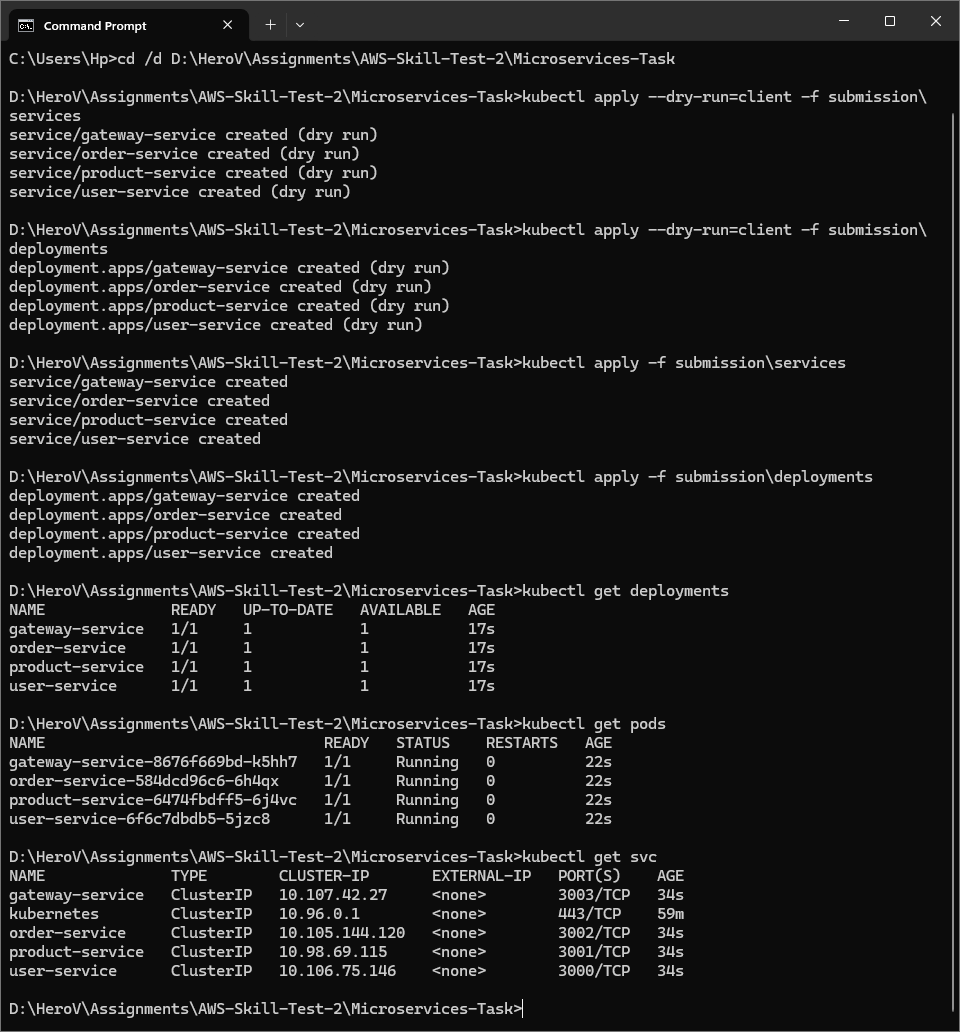 Command Prompt
C:\Users\Hp>cd /d D:\HeroV\Assignments\AWS-Skill-Test-2\Microservices-Task
D:\HeroV\Assignments\AWS-Skill-Test-2\Microservices-Task>kubectl apply --dry-run=client -f submission\
services
service/gateway-service created (dry run)
service/order-service created (dry run)
service/product-service created (dry run)
service/user-service created (dry run)
D:\HeroV\Assignments\AWS-Skill-Test-2\Microservices-Task>kubectl apply --dry-run=client -f submission\
deployments
deployment.apps/gateway-service created (dry run)
deployment.apps/order-service created (dry run)
deployment.apps/product-service created (dry run)
deployment.apps/user-service created (dry run)
D:\HeroV\Assignments\AWS-Skill-Test-2\Microservices-Task>kubectl apply -f submission\services
service/gateway-service created
service/order-service created
service/product-service created
service/user-service created
D:\HeroV\Assignments\AWS-Skill-Test-2\Microservices-Task>kubectl apply -f submission\deployments
deployment.apps/gateway-service created
deployment.apps/order-service created
deployment.apps/product-service created
deployment.apps/user-service created
D:\HeroV\Assignments\AWS-Skill-Test-2\Microservices-Task>kubectl get deployments
NAME READY UP-TO-DATE AVAILABLE AGE
gateway-service 1/1 1 1 17s
order-service 1/1 1 1 17s
product-service 1/1 1 1 17s
user-service 1/1 1 1 17s
D:\HeroV\Assignments\AWS-Skill-Test-2\Microservices-Task>kubectl get pods
NAME READY STATUS RESTARTS AGE
gateway-service-8676f669bd-k5hh7 1/1 Running 0 22s
order-service-584dcd96c6-6h4qx 1/1 Running 0 22s
product-service-6474fbdff5-6j4vc 1/1 Running 0 22s
user-service-6f6c7dbdb5-5jzc8 1/1 Running 0 22s
D:\HeroV\Assignments\AWS-Skill-Test-2\Microservices-Task>kubectl get svc
NAME TYPE CLUSTER-IP EXTERNAL-IP PORT(S) AGE
gateway-service ClusterIP 10.107.42.27 <none> 3003/TCP 34s
kubernetes ClusterIP 10.96.0.1 <none> 443/TCP 59m
order-service ClusterIP 10.105.144.120 <none> 3002/TCP 34s
product-service ClusterIP 10.98.69.115 <none> 3001/TCP 34s
user-service ClusterIP 10.106.75.146 <none> 3000/TCP 34s
D:\HeroV\Assignments\AWS-Skill-Test-2\Microservices-Task>